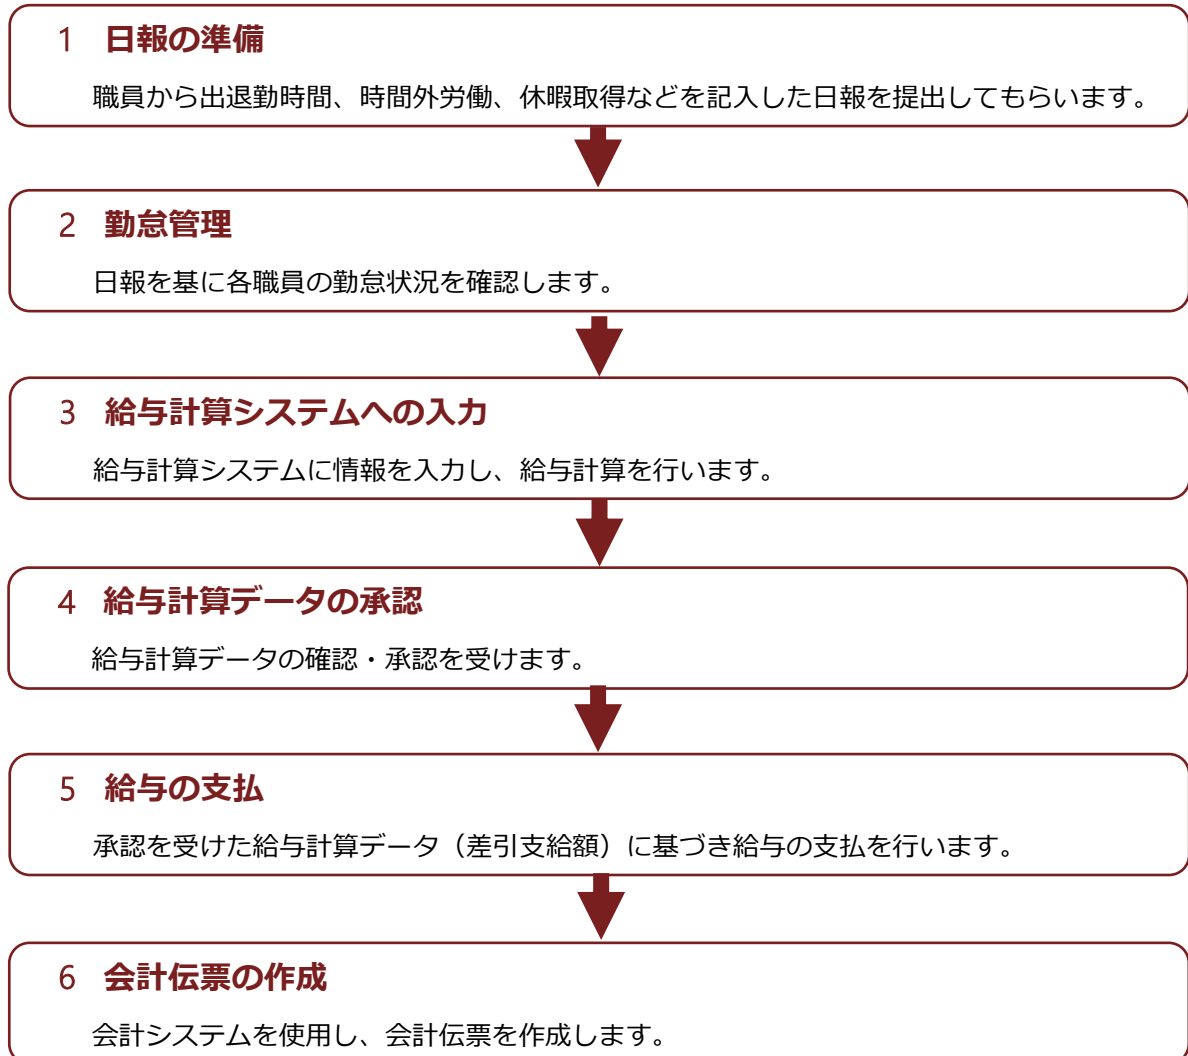 1 日報の準備
職員から出退勤時間、時間外労働、休暇取得などを記入した日報を提出してもらいます。
2 勤怠管理
日報を基に各職員の勤怠状況を確認します。
3 給与計算システムへの入力
給与計算システムに情報を入力し、給与計算を行います。
4 給与計算データの承認
給与計算データの確認・承認を受けます。
5 給与の支払
承認を受けた給与計算データ（差引支給額）に基づき給与の支払を行います。
6 会計伝票の作成
会計システムを使用し、会計伝票を作成します。